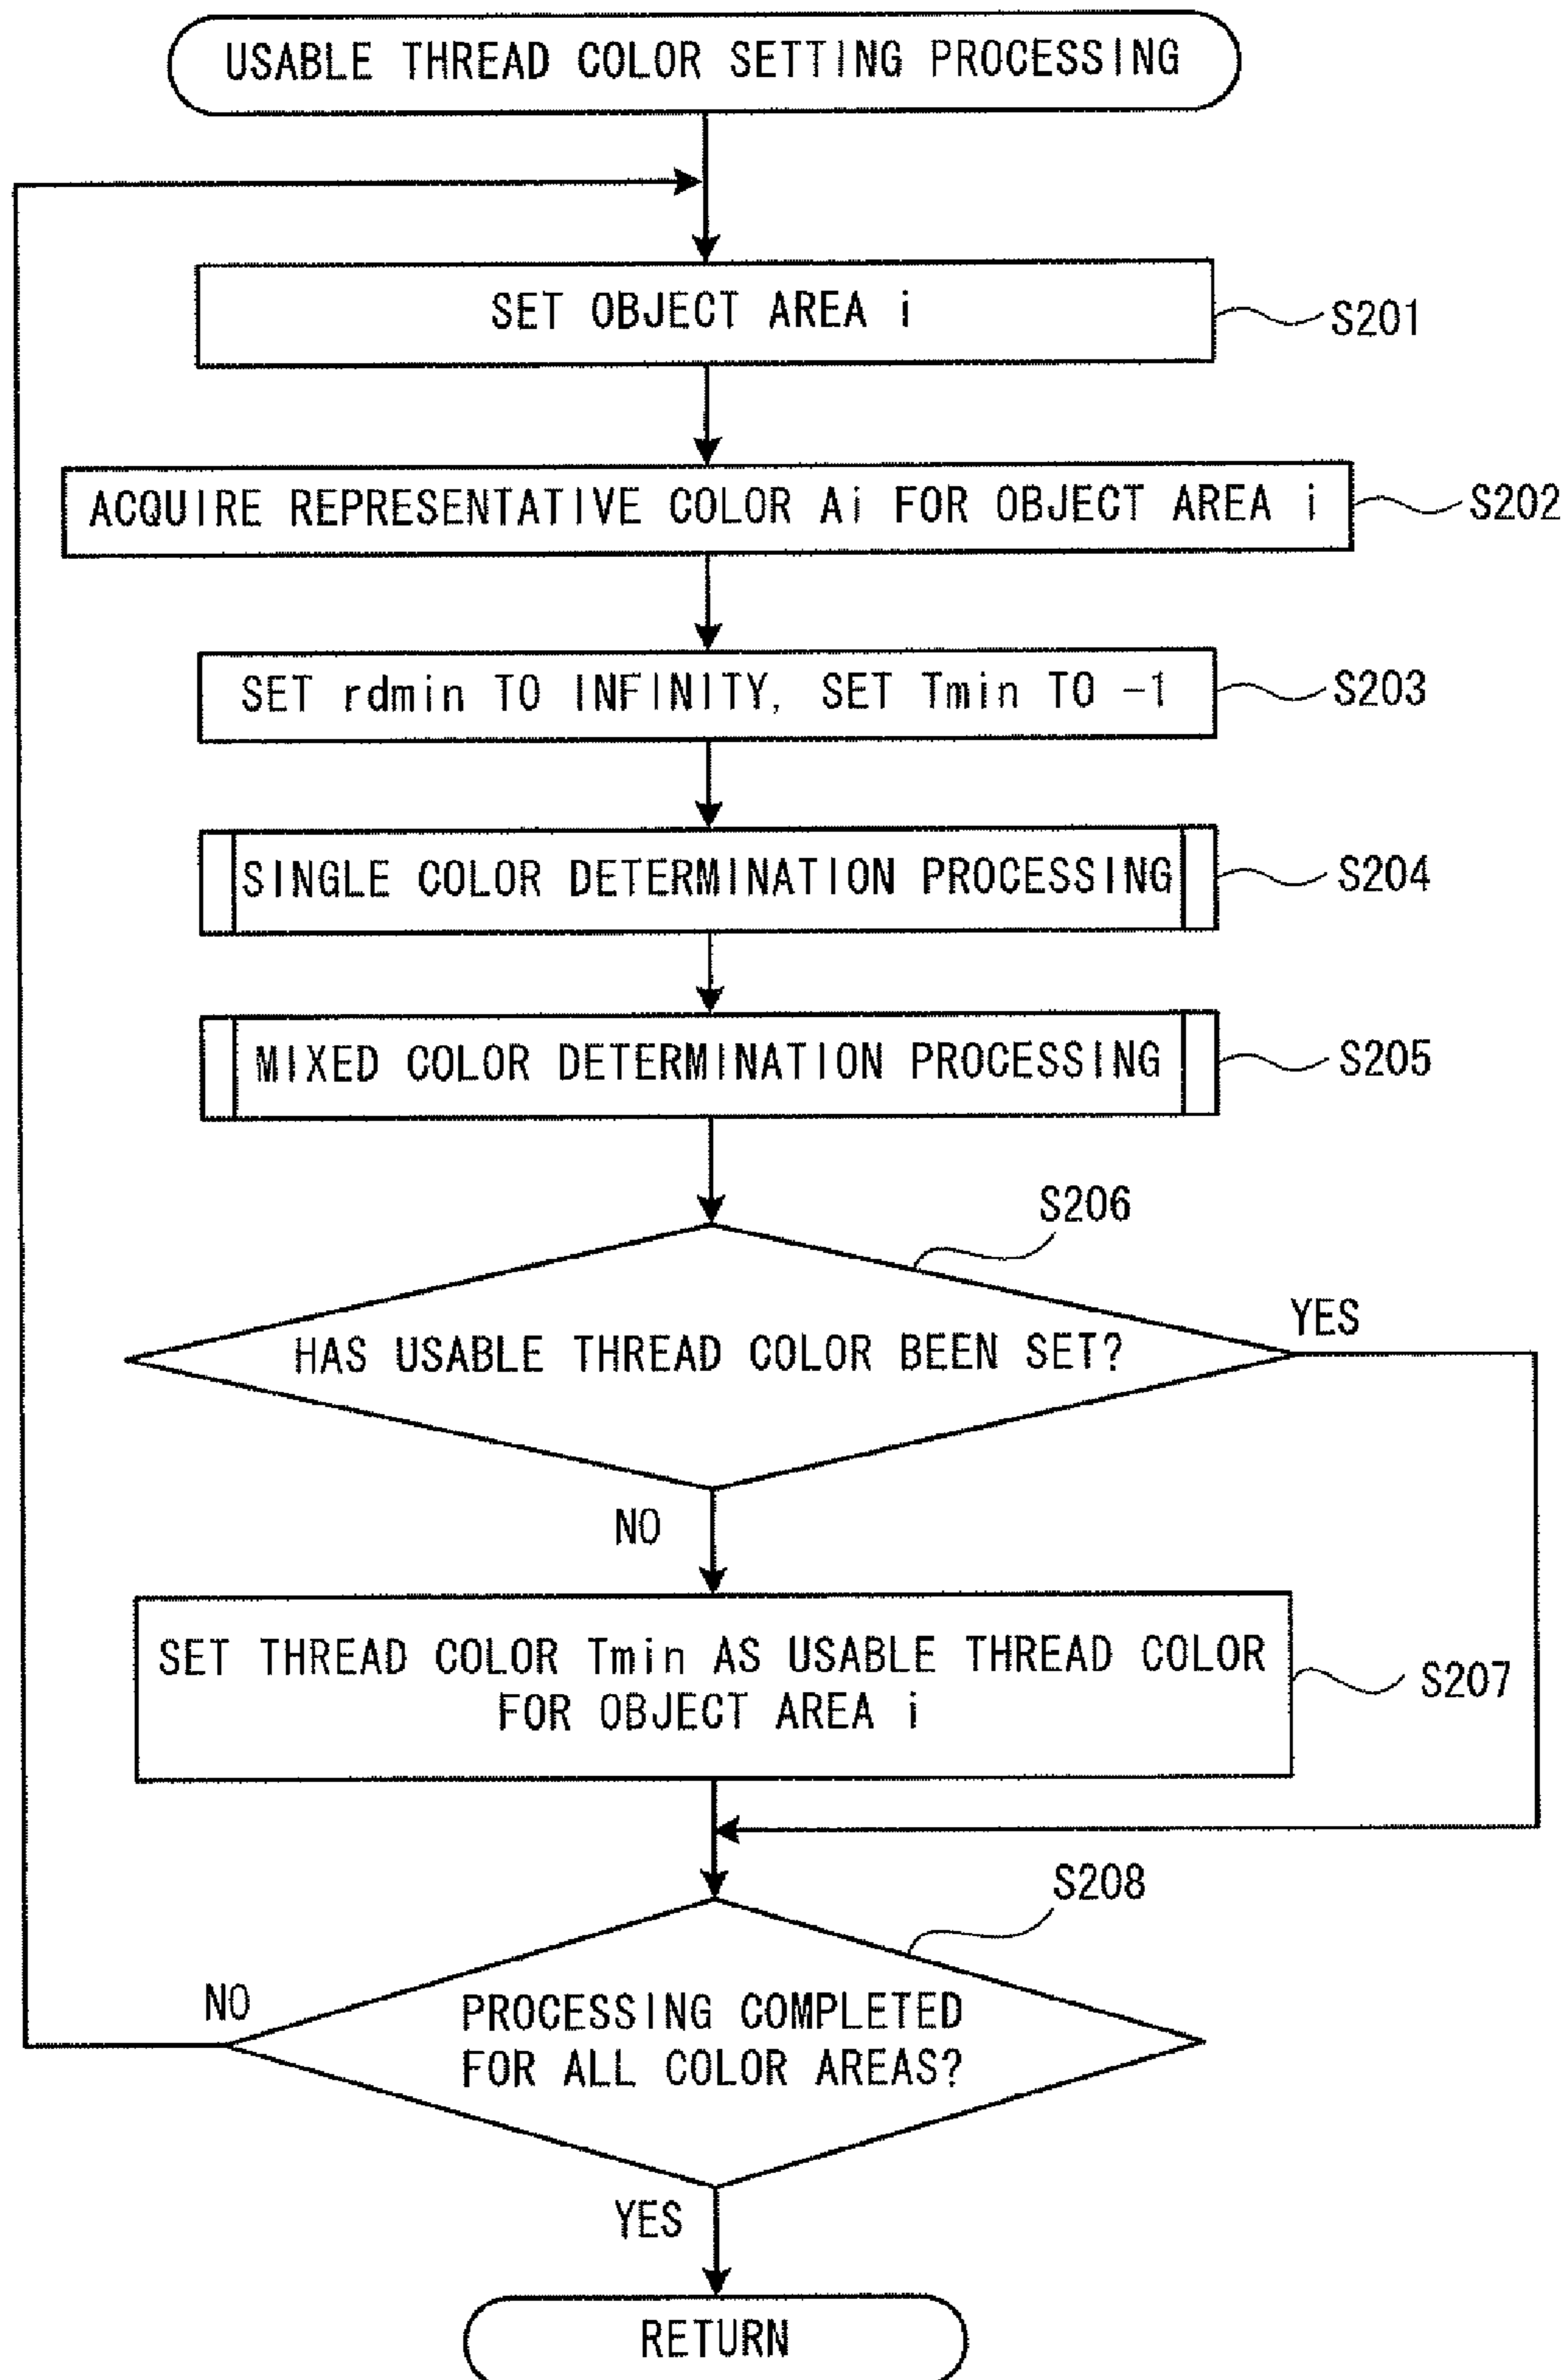 USABLE THREAD COLOR SETTING PROCESSING
SET OBJECT AREA i
S201
ACQUIRE REPRESENTATIVE COLOR Ai FOR OBJECT AREA i
S202
SET rdmin TO INFINITY, SET Tmin TO -1
S203
SINGLE COLOR DETERMINATION PROCESSING
S204
MIXED COLOR DETERMINATION PROCESSING
S205
S206
HAS USABLE THREAD COLOR BEEN SET?
YES
NO
SET THREAD COLOR Tmin AS USABLE THREAD COLOR
FOR OBJECT AREA i
S207
S208
NO
PROCESSING COMPLETED
FOR ALL COLOR AREAS?
YES
RETURN